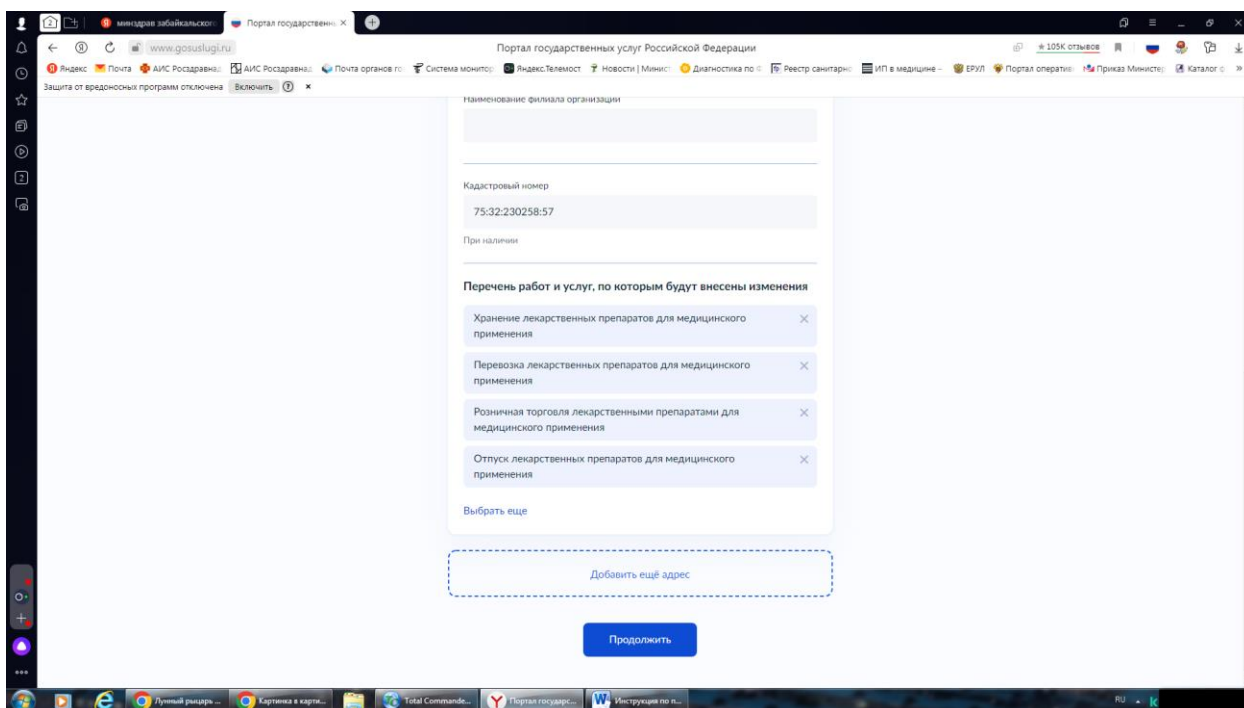 минздрав забайкальског
Портал государственн
www.gosuslugi.ru
Портал государственных услуг Российской Федерации
★ 105K отзывов
Яндекс
Почта
АИС Росздравнад
АИС Росздравнад
Почта органов го
Система монитор
Яндекс.Телемост
Новости | Минист
Диагностика по
Реестр санитарно
ИП в медицине –
ЕРУЛ
Портал оператив
Приказ Министер
Каталог
Защита от вредоносных программ отключена
Включить
Наименование филиала организации
Кадастровый номер
75:32:230258:57
При наличии
Перечень работ и услуг, по которым будут внесены изменения
Хранение лекарственных препаратов для медицинского
применения
Перевозка лекарственных препаратов для медицинского
применения
Розничная торговля лекарственными препаратами для
медицинского применения
Отпуск лекарственных препаратов для медицинского
применения
Выбрать еще
Добавить ещё адрес
Продолжить
Лунный рыцарь ...
Картинка в карти...
Total Commande...
Портал государс...
Инструкция по п...
RU